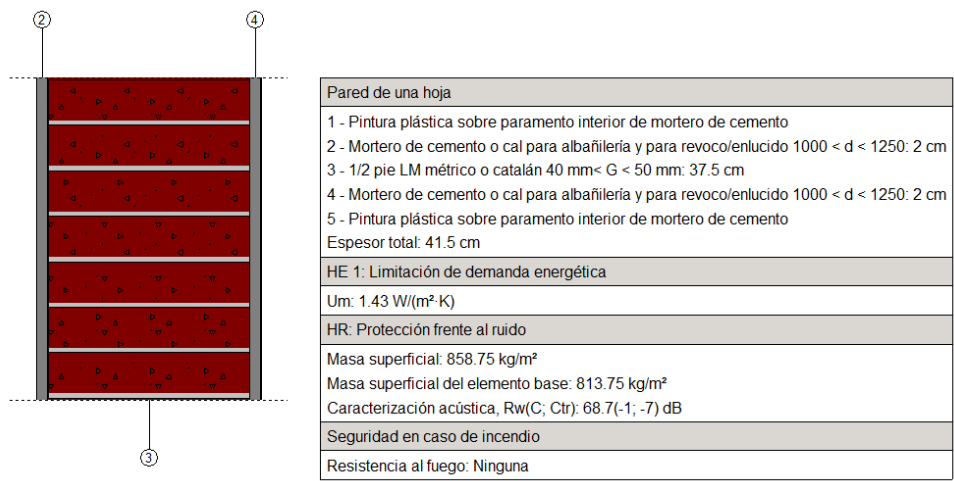 2
4
3
Pared de una hoja
1 - Pintura plástica sobre paramento interior de mortero de cemento
2 - Mortero de cemento o cal para albañilería y para revoco/enlucido 1000 < d < 1250: 2 cm
3 - 1/2 pie LM métrico o catalán 40 mm< G < 50 mm: 37.5 cm
4 - Mortero de cemento o cal para albañilería y para revoco/enlucido 1000 < d < 1250: 2 cm
5 - Pintura plástica sobre paramento interior de mortero de cemento
Espesor total: 41.5 cm
HE 1: Limitación de demanda energética
Um: 1.43 W/(m²·K)
HR: Protección frente al ruido
Masa superficial: 858.75 kg/m²
Masa superficial del elemento base: 813.75 kg/m²
Caracterización acústica, Rw(C; Ctr): 68.7(-1; -7) dB
Seguridad en caso de incendio
Resistencia al fuego: Ninguna